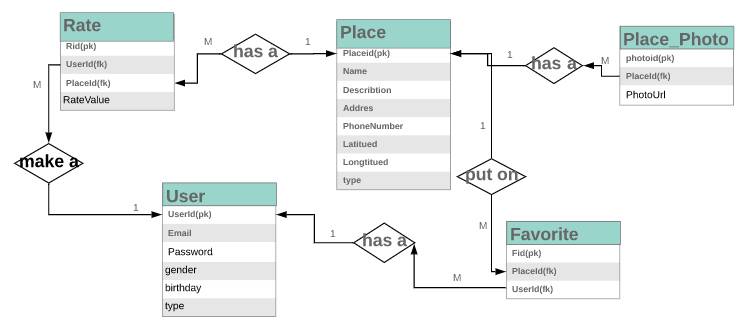 Rate
Rid(pk)
UserId(fk)
PlaceId(fk)
RateValue
M
has a
1
Place
Placeid(pk)
Name
Describtion
Addres
PhoneNumber
Latitued
Longtitued
type
1
has a
M
Place_Photo
photoid(pk)
PlaceId(fk)
PhotoUrl
M
make a
1
1
put on
M
User
UserId(pk)
Email
Password
gender
birthday
type
1
has a
M
Favorite
Fid(pk)
PlaceId(fk)
UserId(fk)